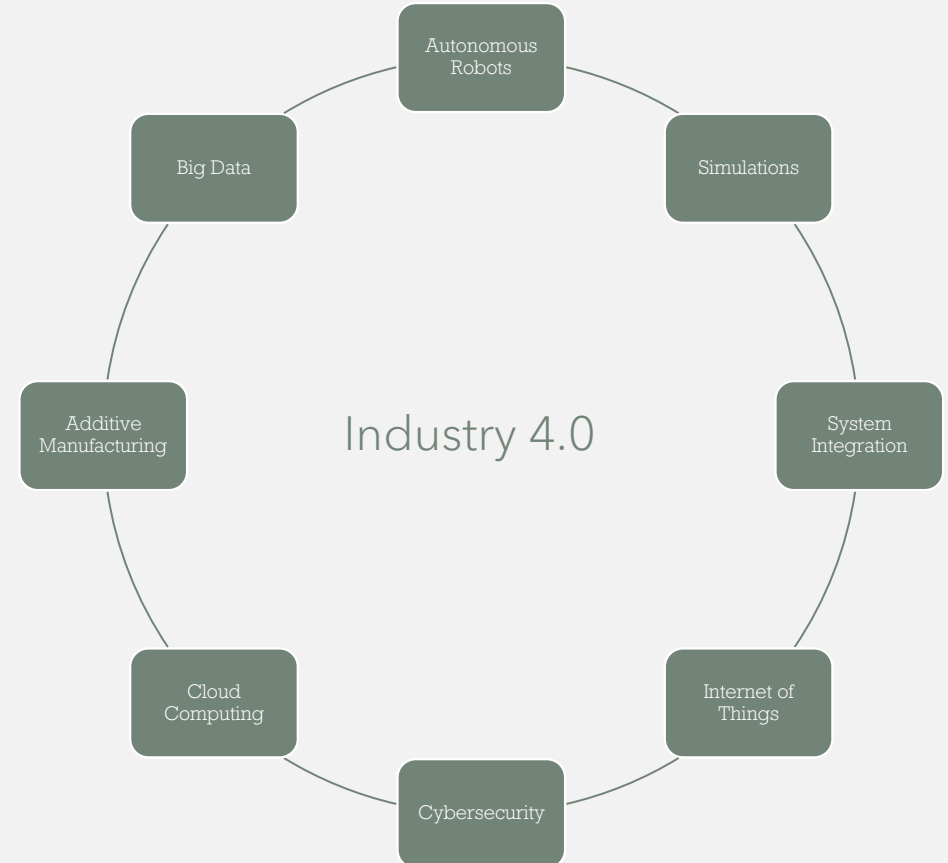 Autonomous
Robots
Big Data
Simulations
Additive
Manufacturing
Industry 4.0
System
Integration
Cloud
Computing
Internet of
Things
Cybersecurity